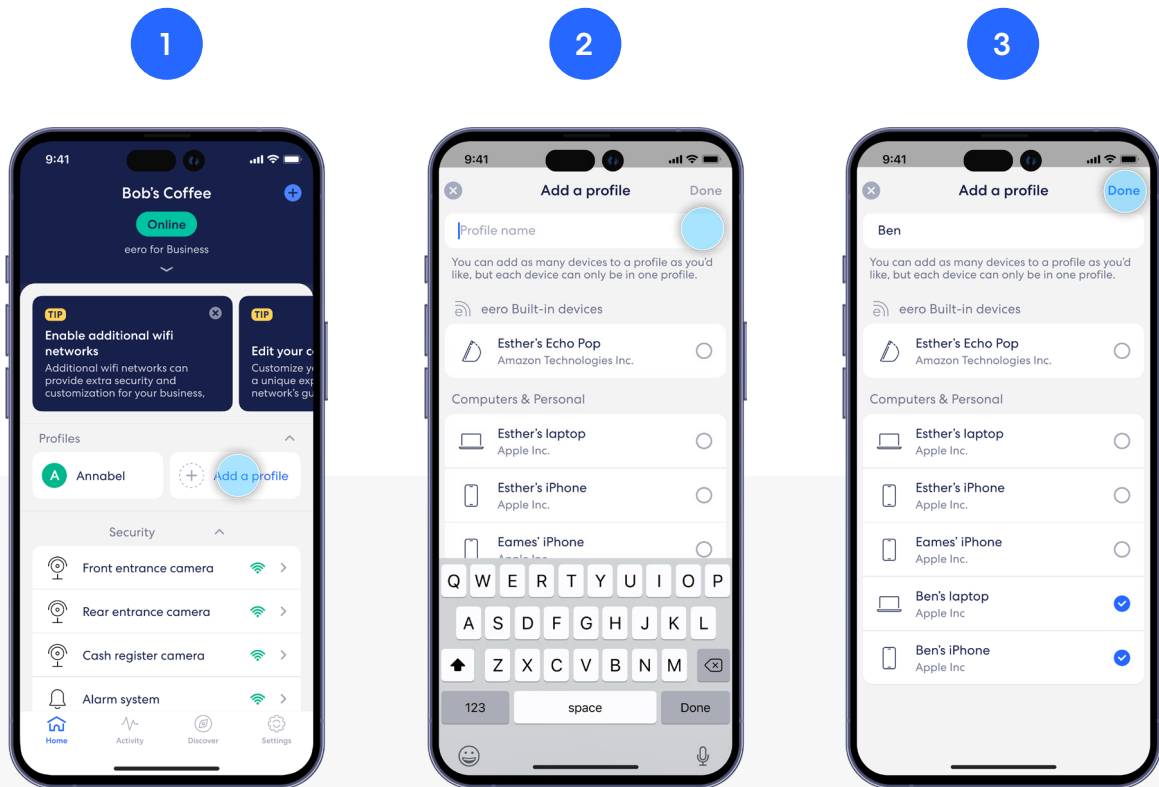 1
2
3
9:41
Bob's Coffee
Online
eero for Business
TIP
Enable additional wifi
networks
Additional wifi networks can
provide extra security and
customization for your business,
TIP
Edit your c
Customize y
a unique exp
network's gu
Profiles
A Annabel
Add a profile
Security
Front entrance camera
Rear entrance camera
Cash register camera
Alarm system
Home Activity Discover Settings
9:41
Add a profile Done
Profile name
You can add as many devices to a profile as you'd
like, but each device can only be in one profile.
eero Built-in devices
Esther's Echo Pop
Amazon Technologies Inc.
Computers & Personal
Esther's laptop
Apple Inc.
Esther's iPhone
Apple Inc.
Eames' iPhone
Apple Inc.
Q W E R T Y U I O P
A S D F G H J K L
Z X C V B N M
123 space Done
9:41
Add a profile Done
Ben
You can add as many devices to a profile as you'd
like, but each device can only be in one profile.
eero Built-in devices
Esther's Echo Pop
Amazon Technologies Inc.
Computers & Personal
Esther's laptop
Apple Inc.
Esther's iPhone
Apple Inc.
Eames' iPhone
Apple Inc.
Ben's laptop
Apple Inc
Ben's iPhone
Apple Inc